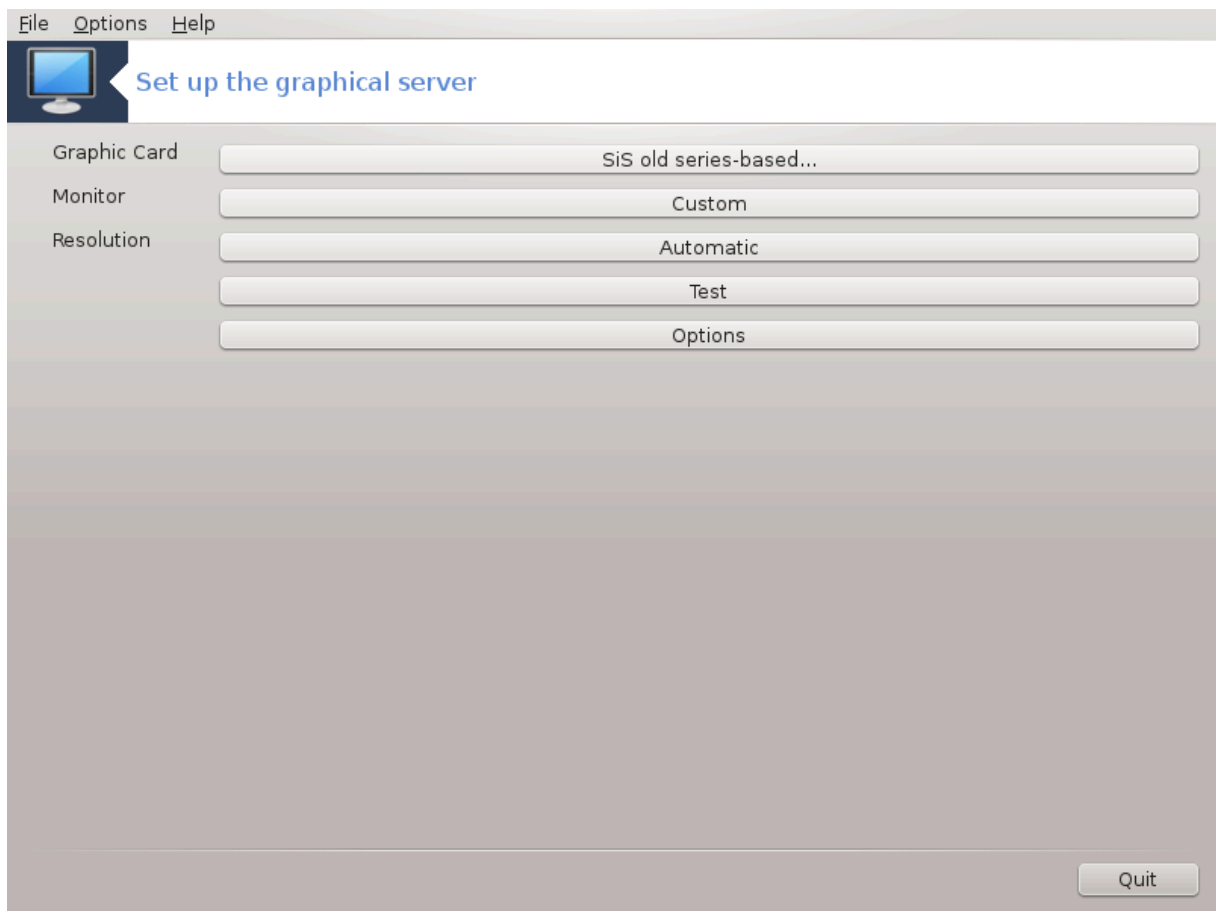 File Options Help
Set up the graphical server
Graphic Card SiS old series-based...
Monitor Custom
Resolution Automatic
Test
Options
Quit